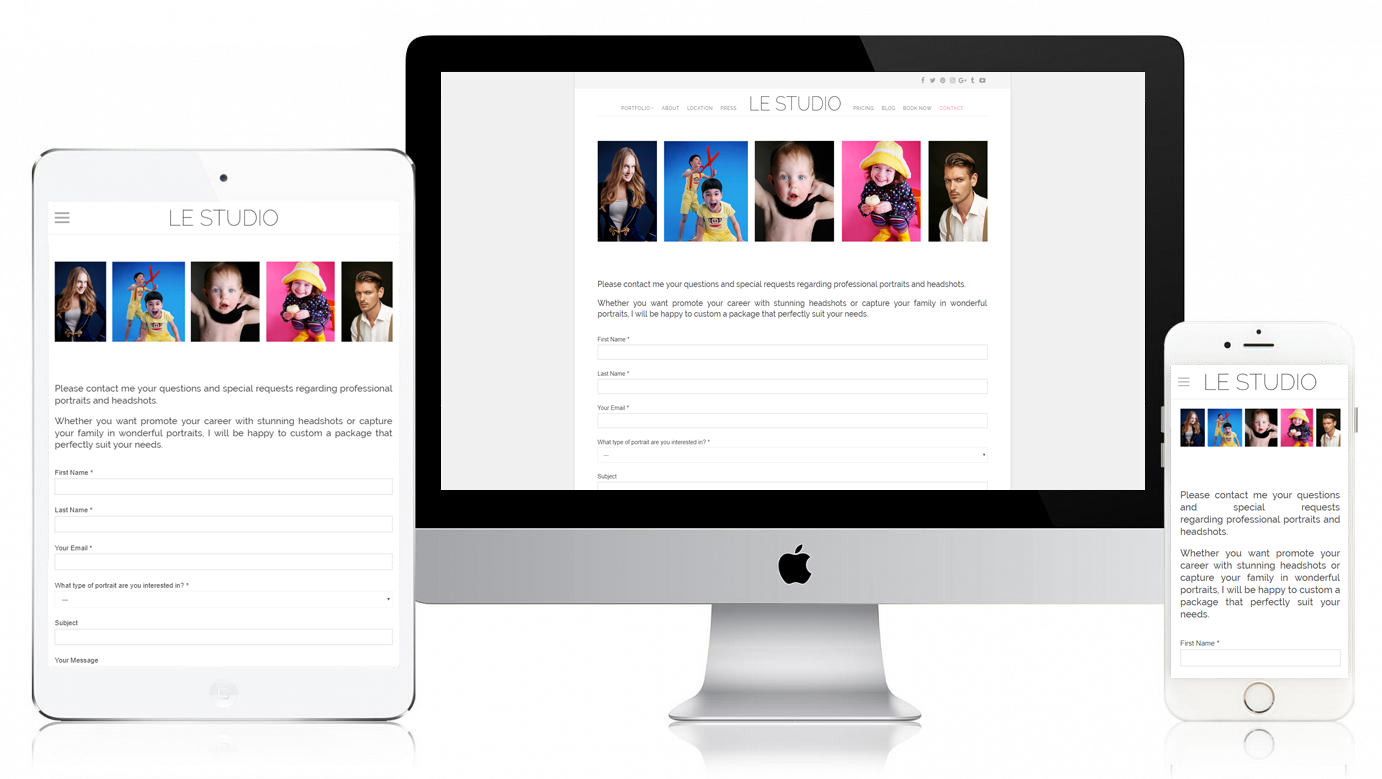 LE STUDIO
Please contact me your questions and special requests regarding professional
portraits and headshots.
Whether you want promote your career with stunning headshots or capture
your family in wonderful portraits, I will be happy to custom a package that
perfectly suit your needs.
First Name *
Last Name *
Your Email *
What type of portrait are you interested in? *
---
Subject
Your Message
PORTFOLIO ABOUT LOCATION PRESS LE STUDIO PRICING BLOG BOOK NOW CONTACT
Please contact me your questions and special requests regarding professional portraits and headshots.
Whether you want promote your career with stunning headshots or capture your family in wonderful
portraits, I will be happy to custom a package that perfectly suit your needs.
First Name *
Last Name *
Your Email *
What type of portrait are you interested in? *
---
Subject
LE STUDIO
Please contact me your questions
and special requests
regarding professional portraits and
headshots.
Whether you want promote your
career with stunning headshots or
capture your family in wonderful
portraits, I will be happy to custom a
package that perfectly suit your
needs.
First Name *